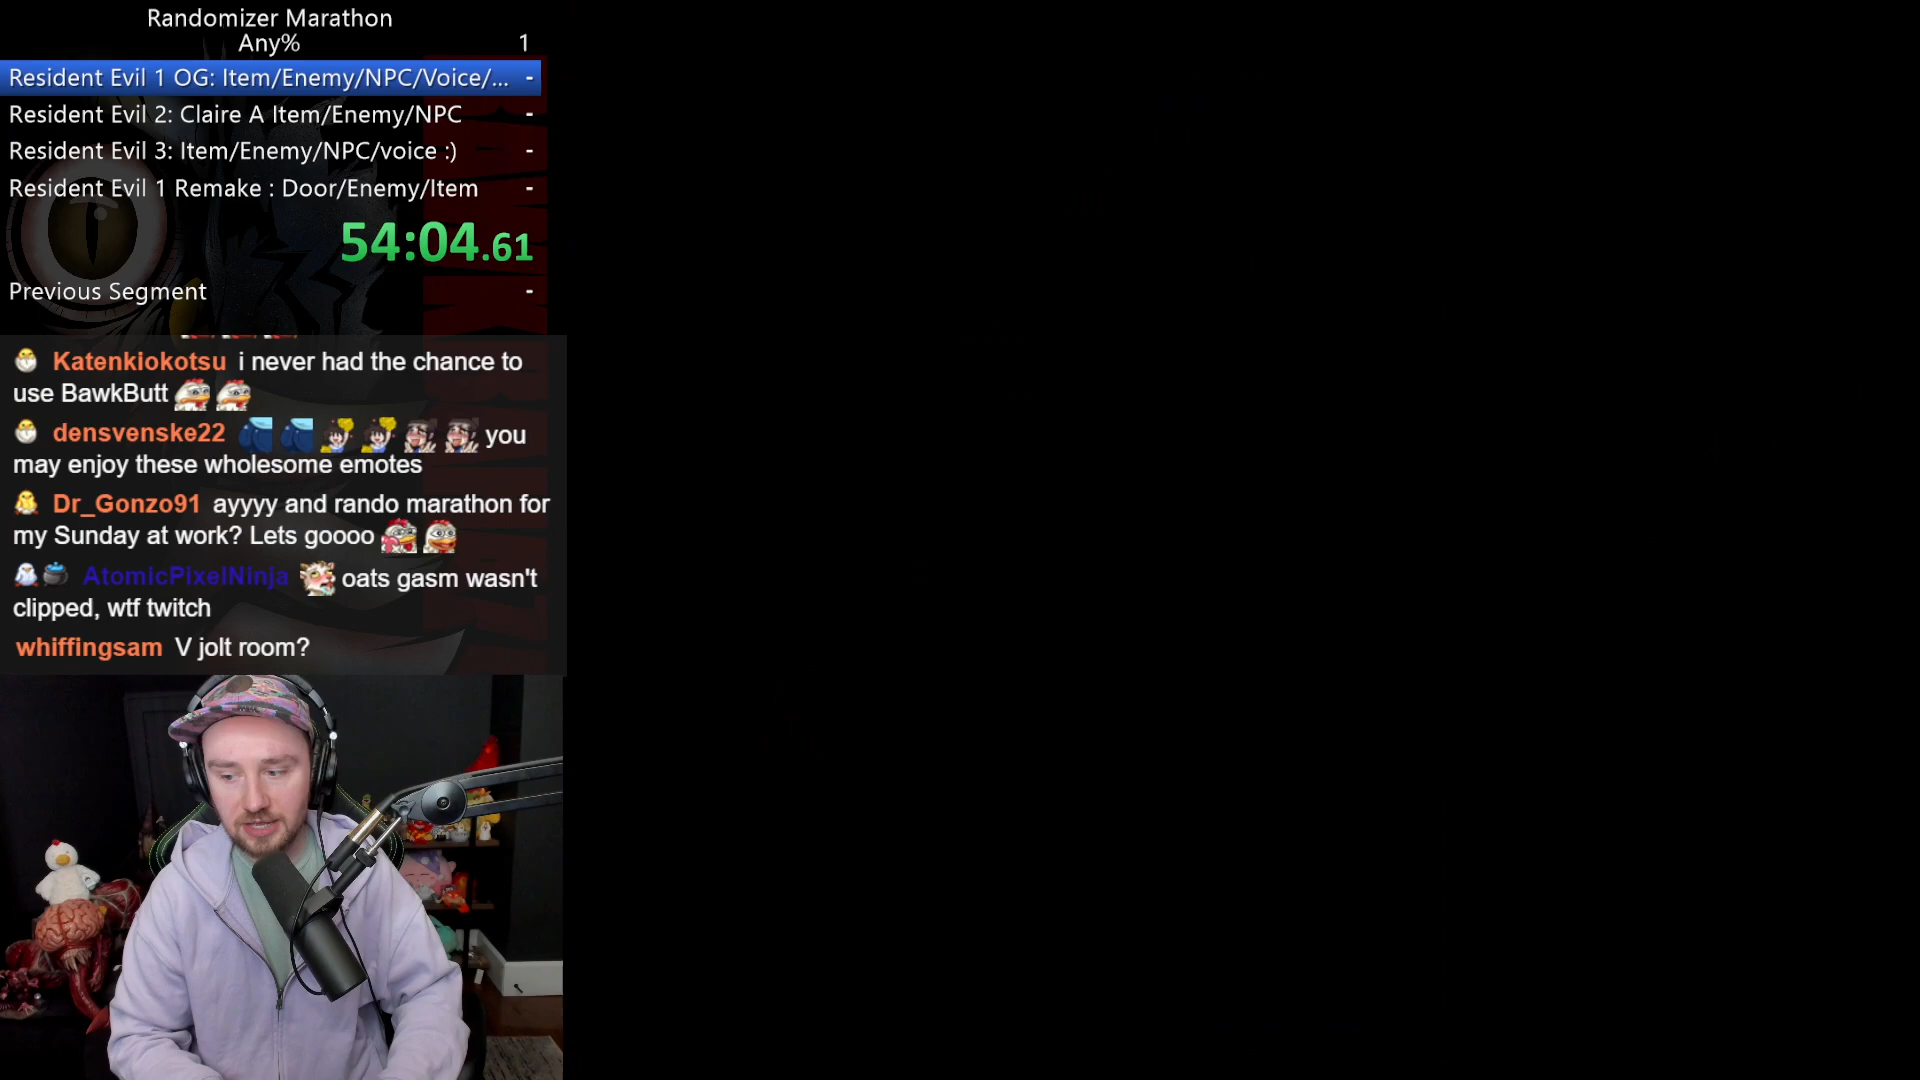 Randomizer Marathon
Any% 1
Resident Evil 1 OG: Item/Enemy/NPC/Voice/... -
Resident Evil 2: Claire A Item/Enemy/NPC -
Resident Evil 3: Item/Enemy/NPC/voice :) -
Resident Evil 1 Remake : Door/Enemy/Item -
54:04.61
Previous Segment -
Katenkiokotsu i never had the chance to
use BawkButt
densvenske22 you
may enjoy these wholesome emotes
Dr_Gonzo91 ayyyy and rando marathon for
my Sunday at work? Lets goooo
AtomicPixelNinja oats gasm wasn't
clipped, wtf twitch
whiffingsam V jolt room?